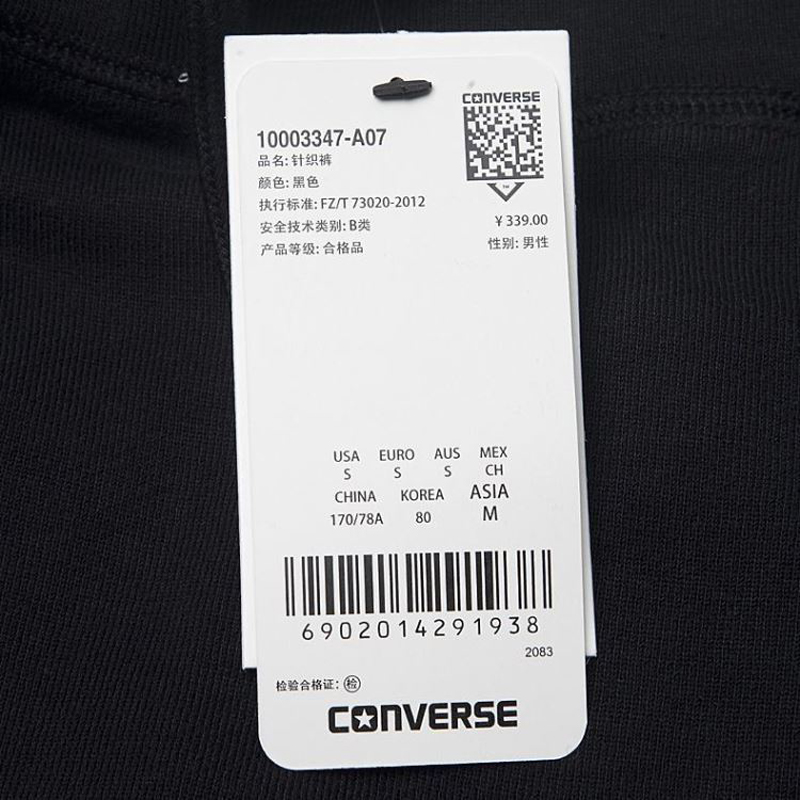 CONVERSE
10003347-A07
品名: 针织裤
颜色: 黑色
执行标准: FZ/T 73020-2012
安全技术类别: B类
产品等级: 合格品
¥ 339.00
性别: 男性
USA EURO AUS MEX
S S S CH
CHINA KOREA ASIA
170/78A 80 M
6902014291938
2083
检验合格证: 检
CONVERSE